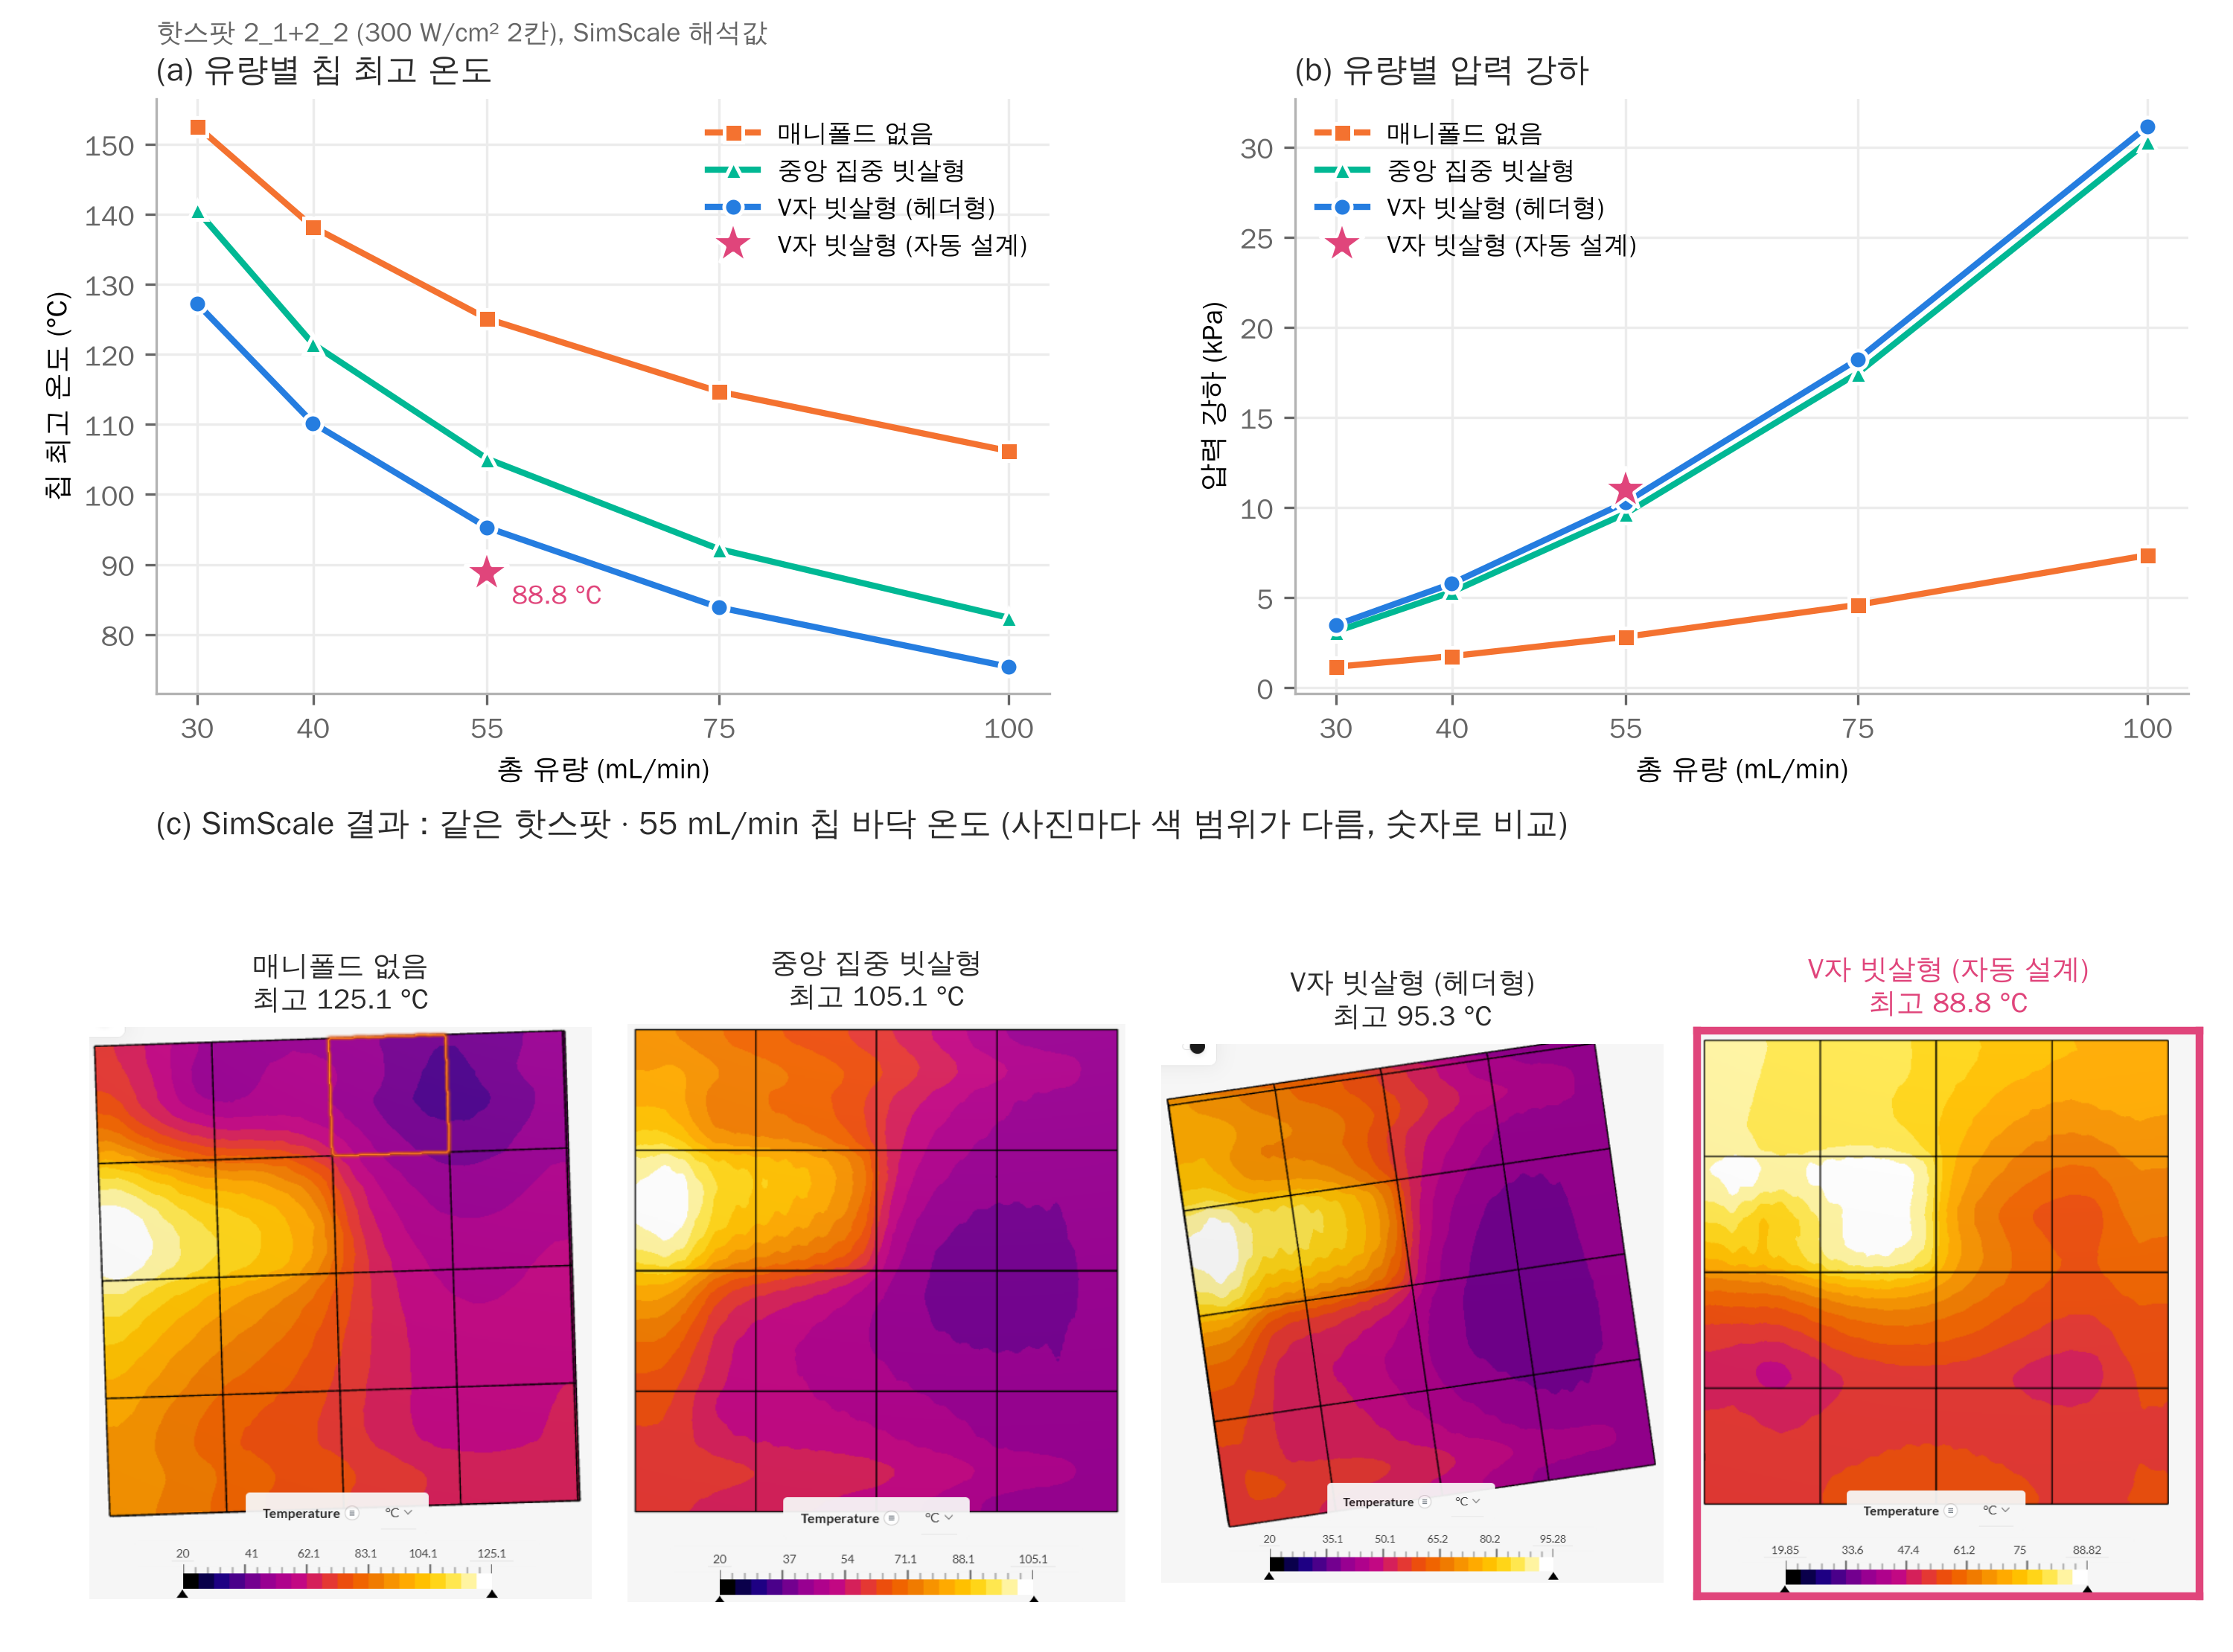 핫스팟 2_1+2_2 (300 W/cm² 2칸), SimScale 해석값
(a) 유량별 칩 최고 온도
매니폴드 없음
중앙 집중 빗살형
V자 빗살형 (헤더형)
V자 빗살형 (자동 설계)
칩 최고 온도 (°C)
150
140
130
120
110
100
90
80
88.8 °C
30 40 55 75 100
총 유량 (mL/min)
(b) 유량별 압력 강하
매니폴드 없음
중앙 집중 빗살형
V자 빗살형 (헤더형)
V자 빗살형 (자동 설계)
압력 강하 (kPa)
30
25
20
15
10
5
0
30 40 55 75 100
총 유량 (mL/min)
(c) SimScale 결과 : 같은 핫스팟 · 55 mL/min 칩 바닥 온도 (사진마다 색 범위가 다름, 숫자로 비교)
매니폴드 없음
최고 125.1 °C
Temperature °C
20 41 62.1 83.1 104.1 125.1
중앙 집중 빗살형
최고 105.1 °C
Temperature °C
20 37 54 71.1 88.1 105.1
V자 빗살형 (헤더형)
최고 95.3 °C
Temperature °C
20 35.1 50.1 65.2 80.2 95.28
V자 빗살형 (자동 설계)
최고 88.8 °C
Temperature °C
19.85 33.6 47.4 61.2 75 88.82